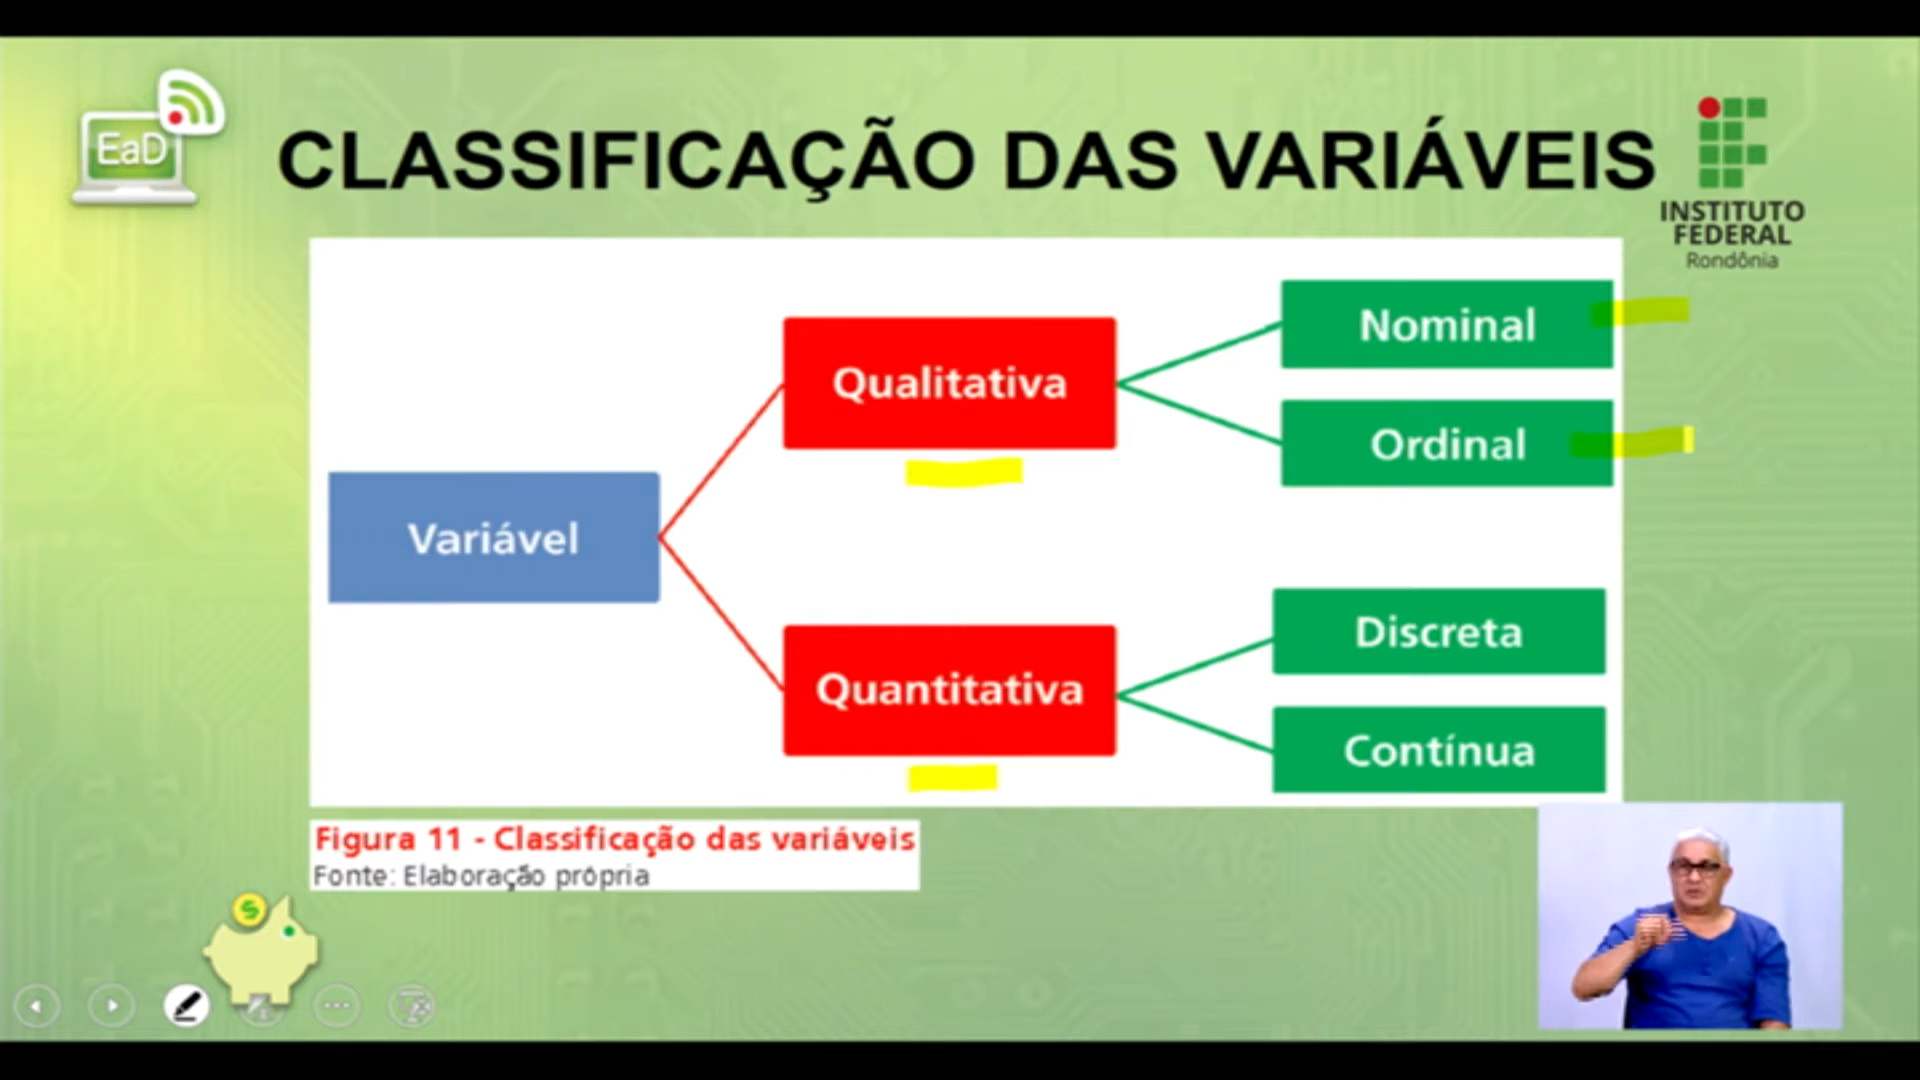 EaD
CLASSIFICAÇÃO DAS VARIÁVEIS
INSTITUTO
FEDERAL
Rondônia
Variável
Qualitativa
Nominal
Ordinal
Quantitativa
Discreta
Contínua
Figura 11 - Classificação das variáveis
Fonte: Elaboração própria
$